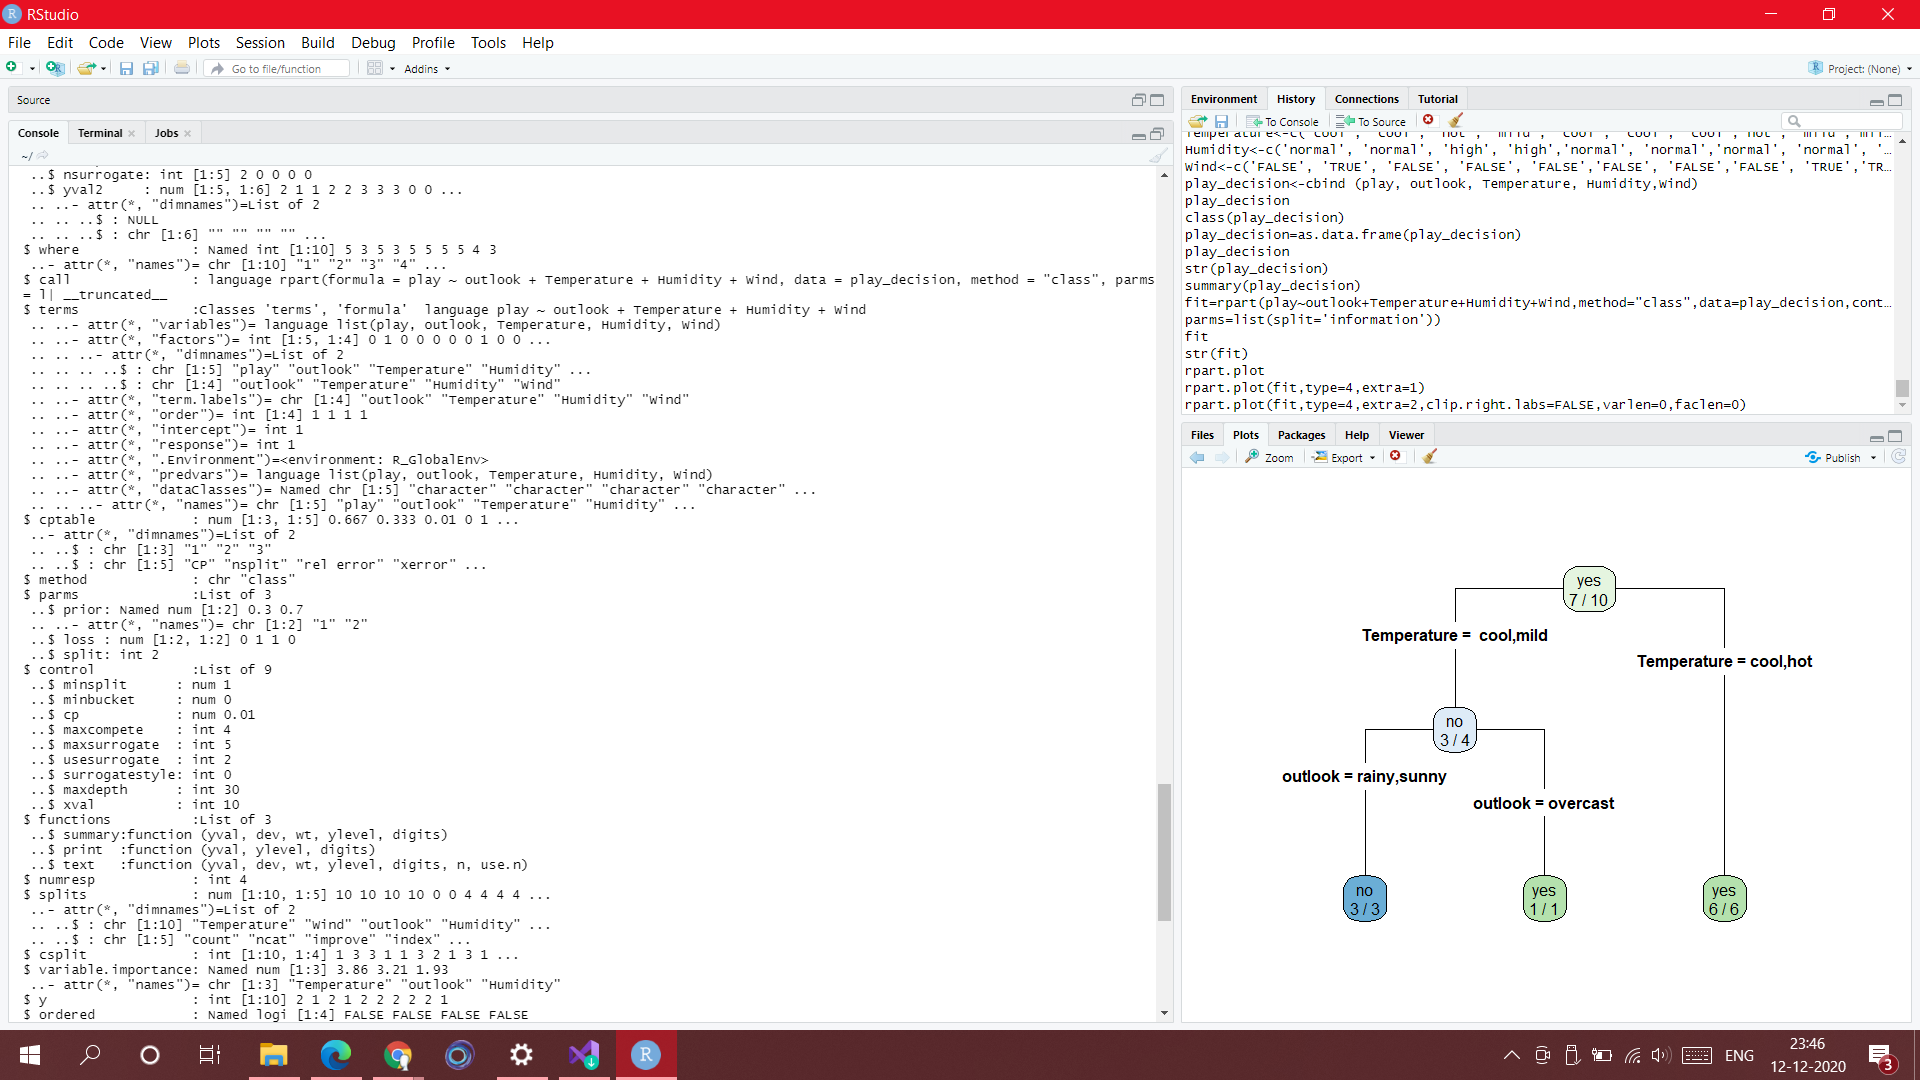 RStudio
File Edit Code View Plots Session Build Debug Profile Tools Help
Go to file/function Addins Project: (None)
Source
Console Terminal Jobs
~/
..$ nsurrogate: int [1:5] 2 0 0 0 0
..$ yval2 : num [1:5, 1:6] 2 1 1 2 2 3 3 3 0 0 ...
.. ..- attr(*, "dimnames")=List of 2
.. .. ..$ : NULL
.. .. ..$ : chr [1:6] "" "" "" "" ...
$ where : Named int [1:10] 5 3 5 3 5 5 5 5 4 3
..- attr(*, "names")= chr [1:10] "1" "2" "3" "4" ...
$ call : language rpart(formula = play ~ outlook + Temperature + Humidity + Wind, data = play_decision, method = "class", parms
= l| __truncated__
$ terms :Classes 'terms', 'formula' language play ~ outlook + Temperature + Humidity + Wind
.. ..- attr(*, "variables")= language list(play, outlook, Temperature, Humidity, Wind)
.. ..- attr(*, "factors")= int [1:5, 1:4] 0 1 0 0 0 0 0 1 0 0 ...
.. .. ..- attr(*, "dimnames")=List of 2
.. .. .. ..$ : chr [1:5] "play" "outlook" "Temperature" "Humidity" ...
.. .. .. ..$ : chr [1:4] "outlook" "Temperature" "Humidity" "Wind"
.. ..- attr(*, "term.labels")= chr [1:4] "outlook" "Temperature" "Humidity" "Wind"
.. ..- attr(*, "order")= int [1:4] 1 1 1 1
.. ..- attr(*, "intercept")= int 1
.. ..- attr(*, "response")= int 1
.. ..- attr(*, ".Environment")=<environment: R_GlobalEnv>
.. ..- attr(*, "predvars")= language list(play, outlook, Temperature, Humidity, Wind)
.. ..- attr(*, "dataClasses")= Named chr [1:5] "character" "character" "character" "character" ...
.. .. ..- attr(*, "names")= chr [1:5] "play" "outlook" "Temperature" "Humidity" ...
$ cptable : num [1:3, 1:5] 0.667 0.333 0.01 0 1 ...
..- attr(*, "dimnames")=List of 2
.. ..$ : chr [1:3] "1" "2" "3"
.. ..$ : chr [1:5] "CP" "nsplit" "rel error" "xerror" ...
$ method : chr "class"
$ parms :List of 3
..$ prior: Named num [1:2] 0.3 0.7
.. ..- attr(*, "names")= chr [1:2] "1" "2"
..$ loss : num [1:2, 1:2] 0 1 1 0
..$ split: int 2
$ control :List of 9
..$ minsplit : num 1
..$ minbucket : num 0
..$ cp : num 0.01
..$ maxcompete : int 4
..$ maxsurrogate : int 5
..$ usesurrogate : int 2
..$ surrogatestyle: int 0
..$ maxdepth : int 30
..$ xval : int 10
$ functions :List of 3
..$ summary:function (yval, dev, wt, ylevel, digits)
..$ print :function (yval, ylevel, digits)
..$ text :function (yval, dev, wt, ylevel, digits, n, use.n)
$ numresp : int 4
$ splits : num [1:10, 1:5] 10 10 10 10 0 0 4 4 4 4 ...
..- attr(*, "dimnames")=List of 2
.. ..$ : chr [1:10] "Temperature" "Wind" "outlook" "Humidity" ...
.. ..$ : chr [1:5] "count" "ncat" "improve" "index" ...
$ csplit : int [1:10, 1:4] 1 3 3 1 1 3 2 1 3 1 ...
$ variable.importance: Named num [1:3] 3.86 3.21 1.93
..- attr(*, "names")= chr [1:3] "Temperature" "outlook" "Humidity"
$ y : int [1:10] 2 1 2 1 2 2 2 2 2 1
$ ordered : Named logi [1:4] FALSE FALSE FALSE FALSE
Environment History Connections Tutorial
To Console To Source
Temperature<-c('cool', 'cool', 'hot', 'mild', 'cool', 'cool', 'cool','hot', 'mild','mil...
Humidity<-c('normal', 'normal', 'high', 'high','normal', 'normal','normal', 'normal', '...
Wind<-c('FALSE', 'TRUE', 'FALSE', 'FALSE', 'FALSE','FALSE', 'FALSE','FALSE', 'TRUE','TR...
play_decision<-cbind (play, outlook, Temperature, Humidity,Wind)
play_decision
class(play_decision)
play_decision=as.data.frame(play_decision)
play_decision
str(play_decision)
summary(play_decision)
fit=rpart(play~outlook+Temperature+Humidity+Wind,method="class",data=play_decision,cont...
parms=list(split='information'))
fit
str(fit)
rpart.plot
rpart.plot(fit,type=4,extra=1)
rpart.plot(fit,type=4,extra=2,clip.right.labs=FALSE,varlen=0,faclen=0)
Files Plots Packages Help Viewer
Zoom Export Publish
yes
7 / 10
Temperature = cool,mild
Temperature = cool,hot
no
3 / 4
outlook = rainy,sunny
outlook = overcast
no
3 / 3
yes
1 / 1
yes
6 / 6
ENG
23:46
12-12-2020
3